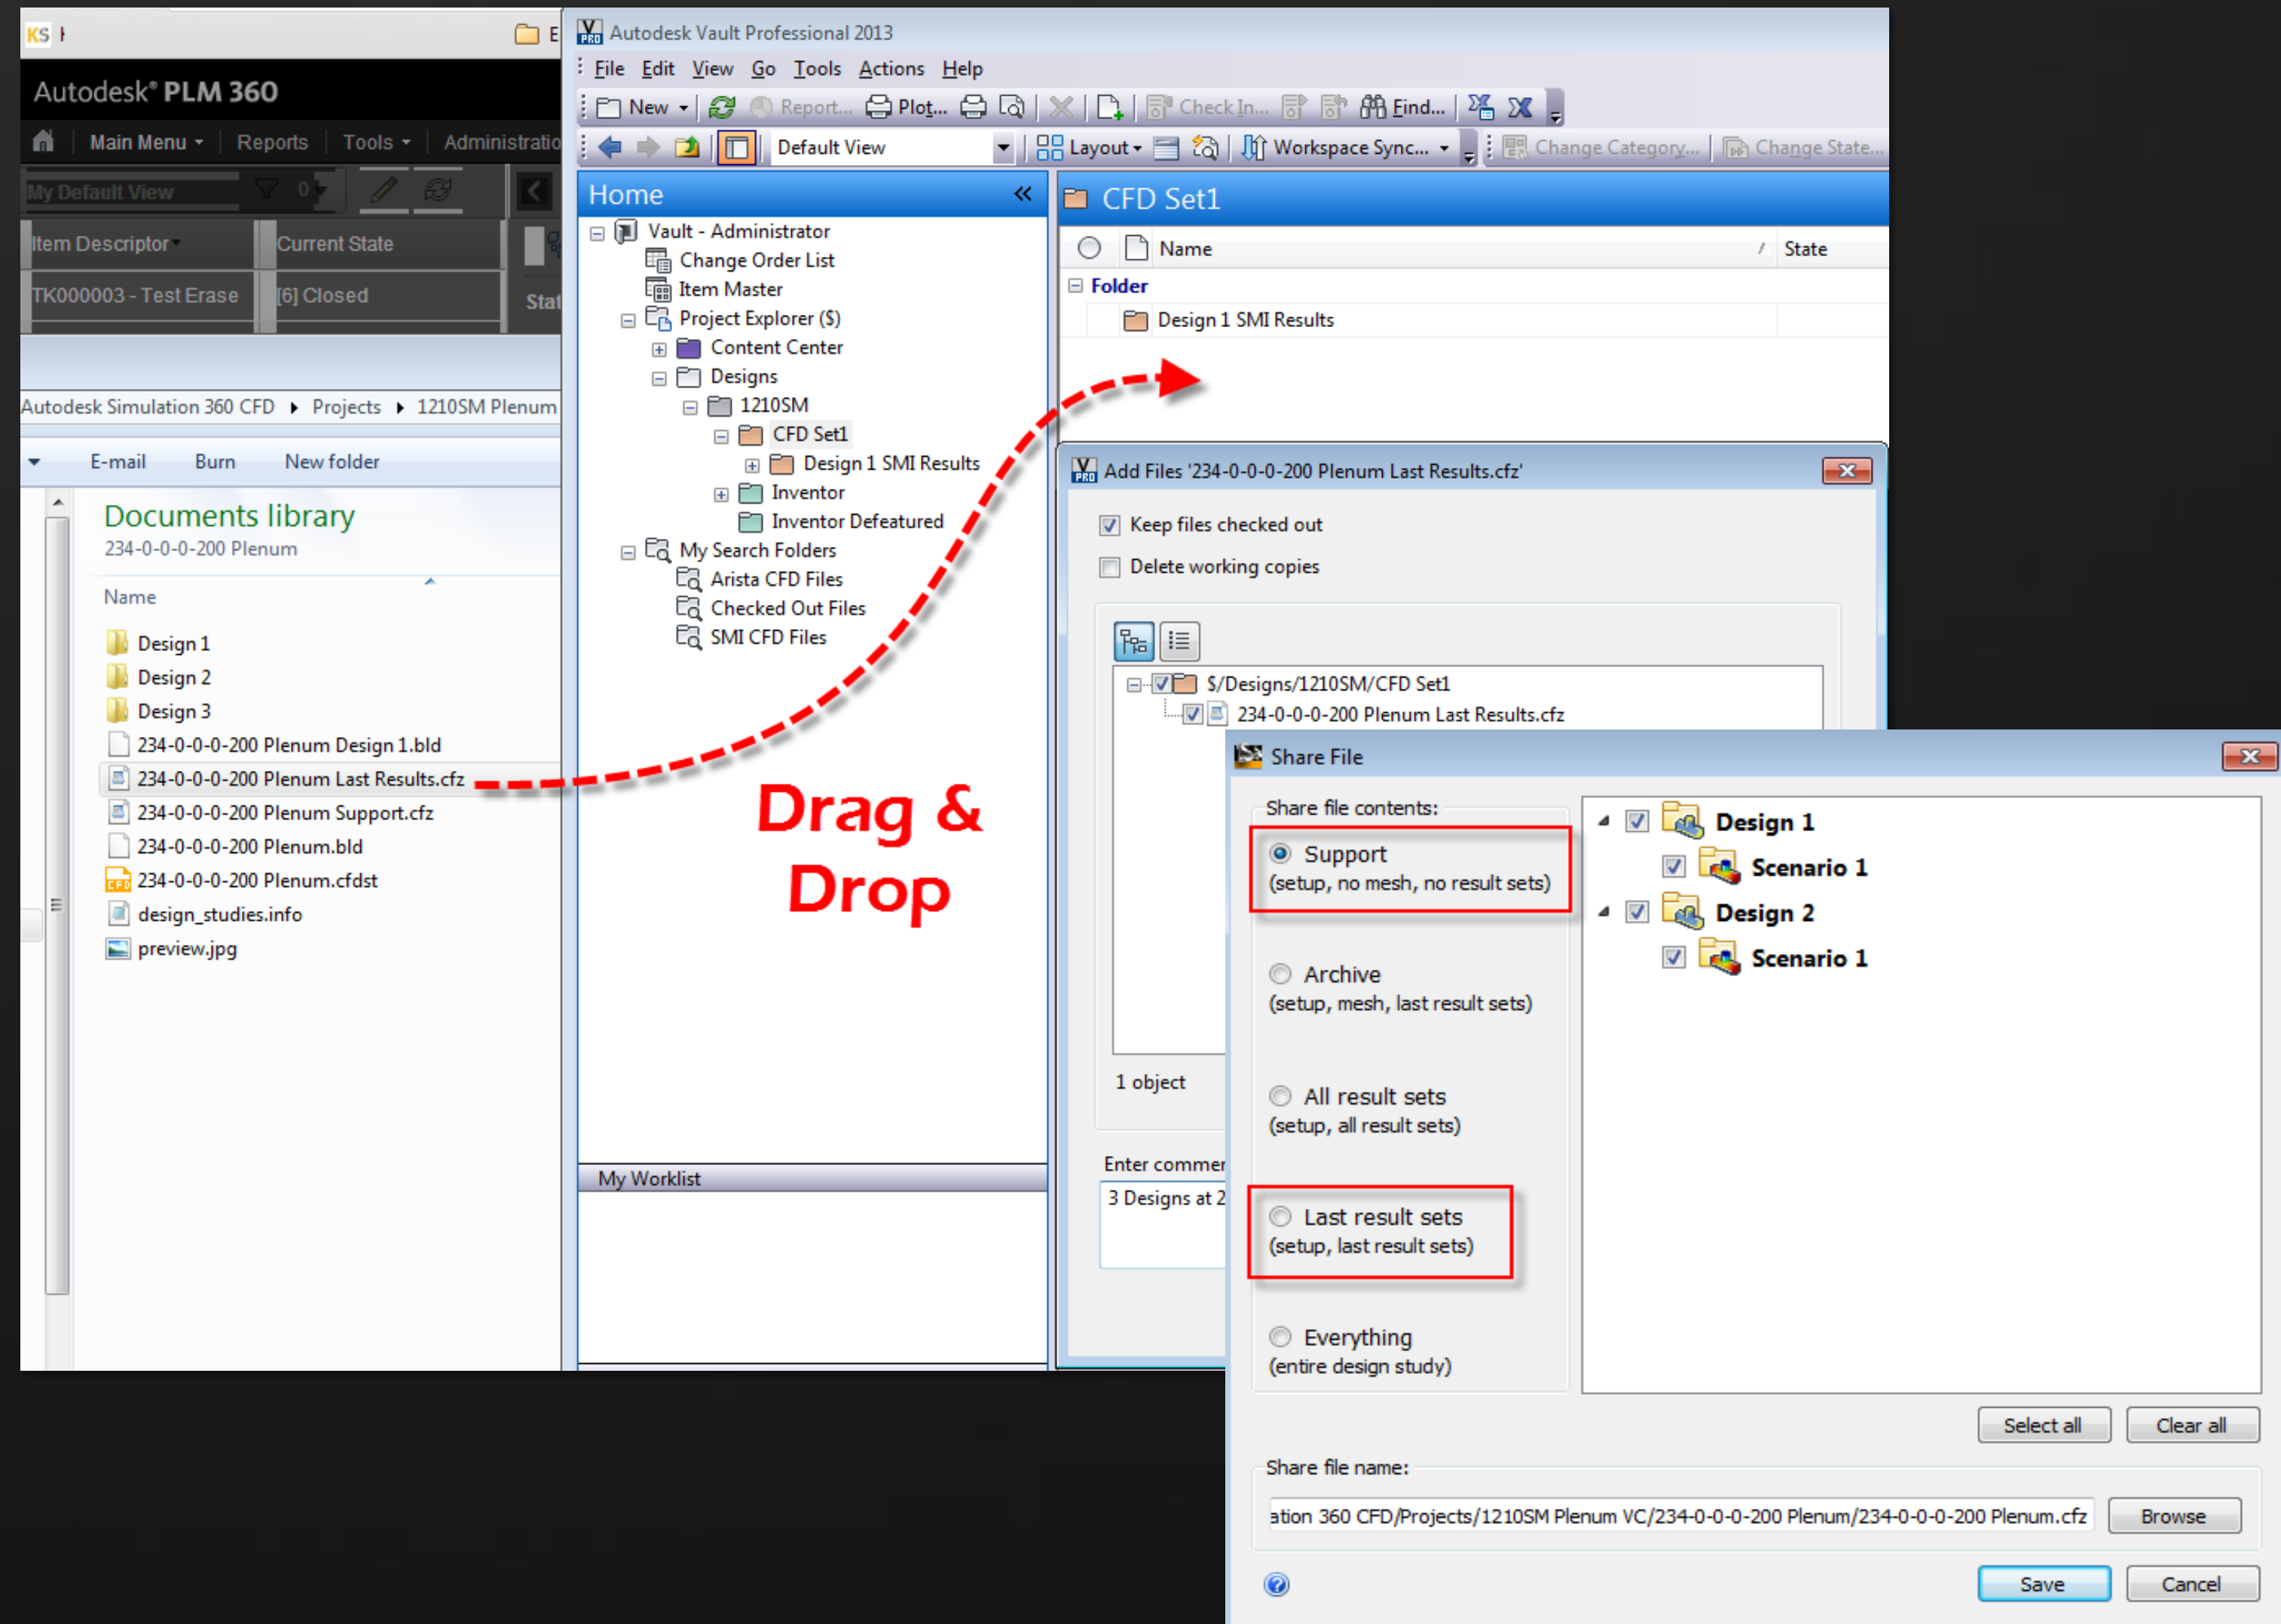 KS
E
Autodesk Vault Professional 2013
File Edit View Go Tools Actions Help
New Report... Plot... Check In... Find...
Default View Layout Workspace Sync... Change Category... Change State...
Autodesk® PLM 360
Main Menu Reports Tools Administratio
My Default View 0
Item Descriptor Current State
TK000003 - Test Erase [6] Closed Stat
Autodesk Simulation 360 CFD Projects 1210SM Plenum
E-mail Burn New folder
Documents library
234-0-0-0-200 Plenum
Name
Design 1
Design 2
Design 3
234-0-0-0-200 Plenum Design 1.bld
234-0-0-0-200 Plenum Last Results.cfz
234-0-0-0-200 Plenum Support.cfz
234-0-0-0-200 Plenum.bld
234-0-0-0-200 Plenum.cfdst
design_studies.info
preview.jpg
Home
Vault - Administrator
Change Order List
Item Master
Project Explorer ($)
Content Center
Designs
1210SM
CFD Set1
Design 1 SMI Results
Inventor
Inventor Defeatured
My Search Folders
Arista CFD Files
Checked Out Files
SMI CFD Files
Drag &
Drop
My Worklist
CFD Set1
Name State
Folder
Design 1 SMI Results
Add Files '234-0-0-0-200 Plenum Last Results.cfz'
Keep files checked out
Delete working copies
$/Designs/1210SM/CFD Set1
234-0-0-0-200 Plenum Last Results.cfz
1 object
Enter commer
3 Designs at 2
Share File
Share file contents:
Support
(setup, no mesh, no result sets)
Archive
(setup, mesh, last result sets)
All result sets
(setup, all result sets)
Last result sets
(setup, last result sets)
Everything
(entire design study)
Design 1
Scenario 1
Design 2
Scenario 1
Select all Clear all
Share file name:
ation 360 CFD/Projects/1210SM Plenum VC/234-0-0-0-200 Plenum/234-0-0-0-200 Plenum.cfz Browse
Save Cancel